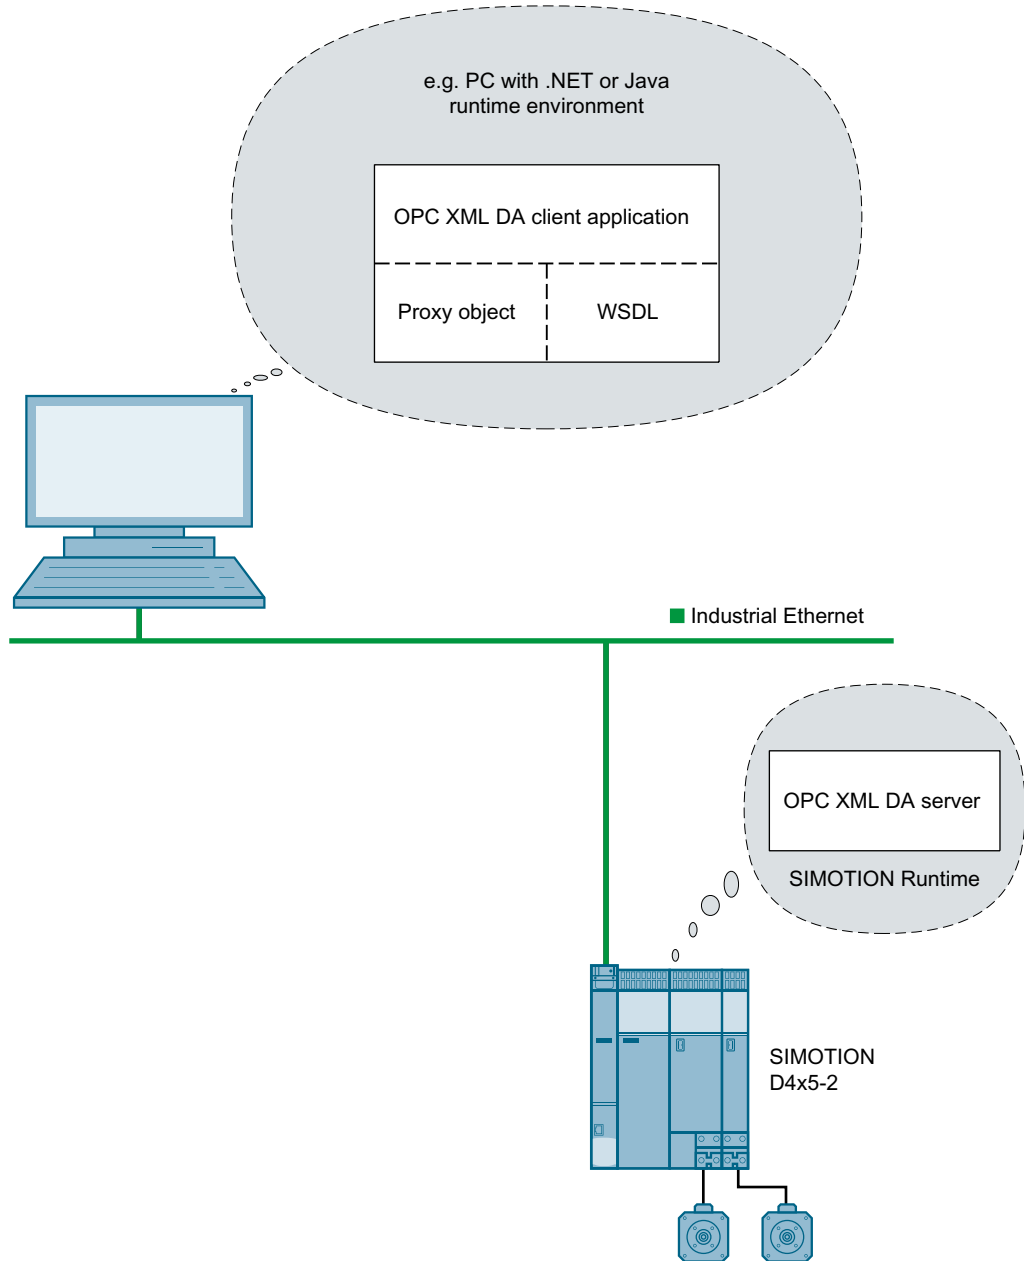 e.g. PC with .NET or Java
runtime environment
OPC XML DA client application
Proxy object
WSDL
Industrial Ethernet
OPC XML DA server
SIMOTION Runtime
SIMOTION
D4x5-2